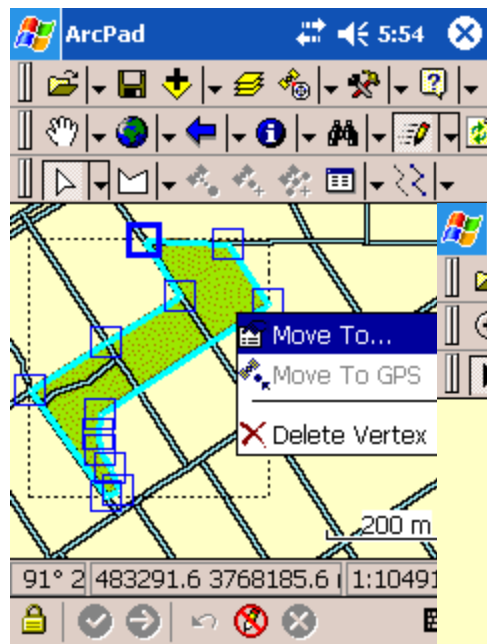 ArcPad 5:54
Move To...
Move To GPS
Delete Vertex
200 m
91° 2 483291.6 3768185.6 1:10491